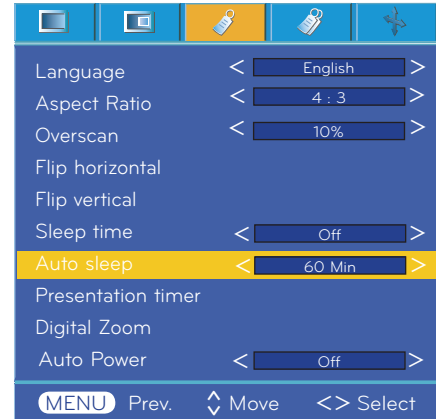 Language < English >
Aspect Ratio < 4 : 3 >
Overscan < 10% >
Flip horizontal
Flip vertical
Sleep time < Off >
Auto sleep < 60 Min >
Presentation timer
Digital Zoom
Auto Power < Off >
MENU Prev. Move <> Select